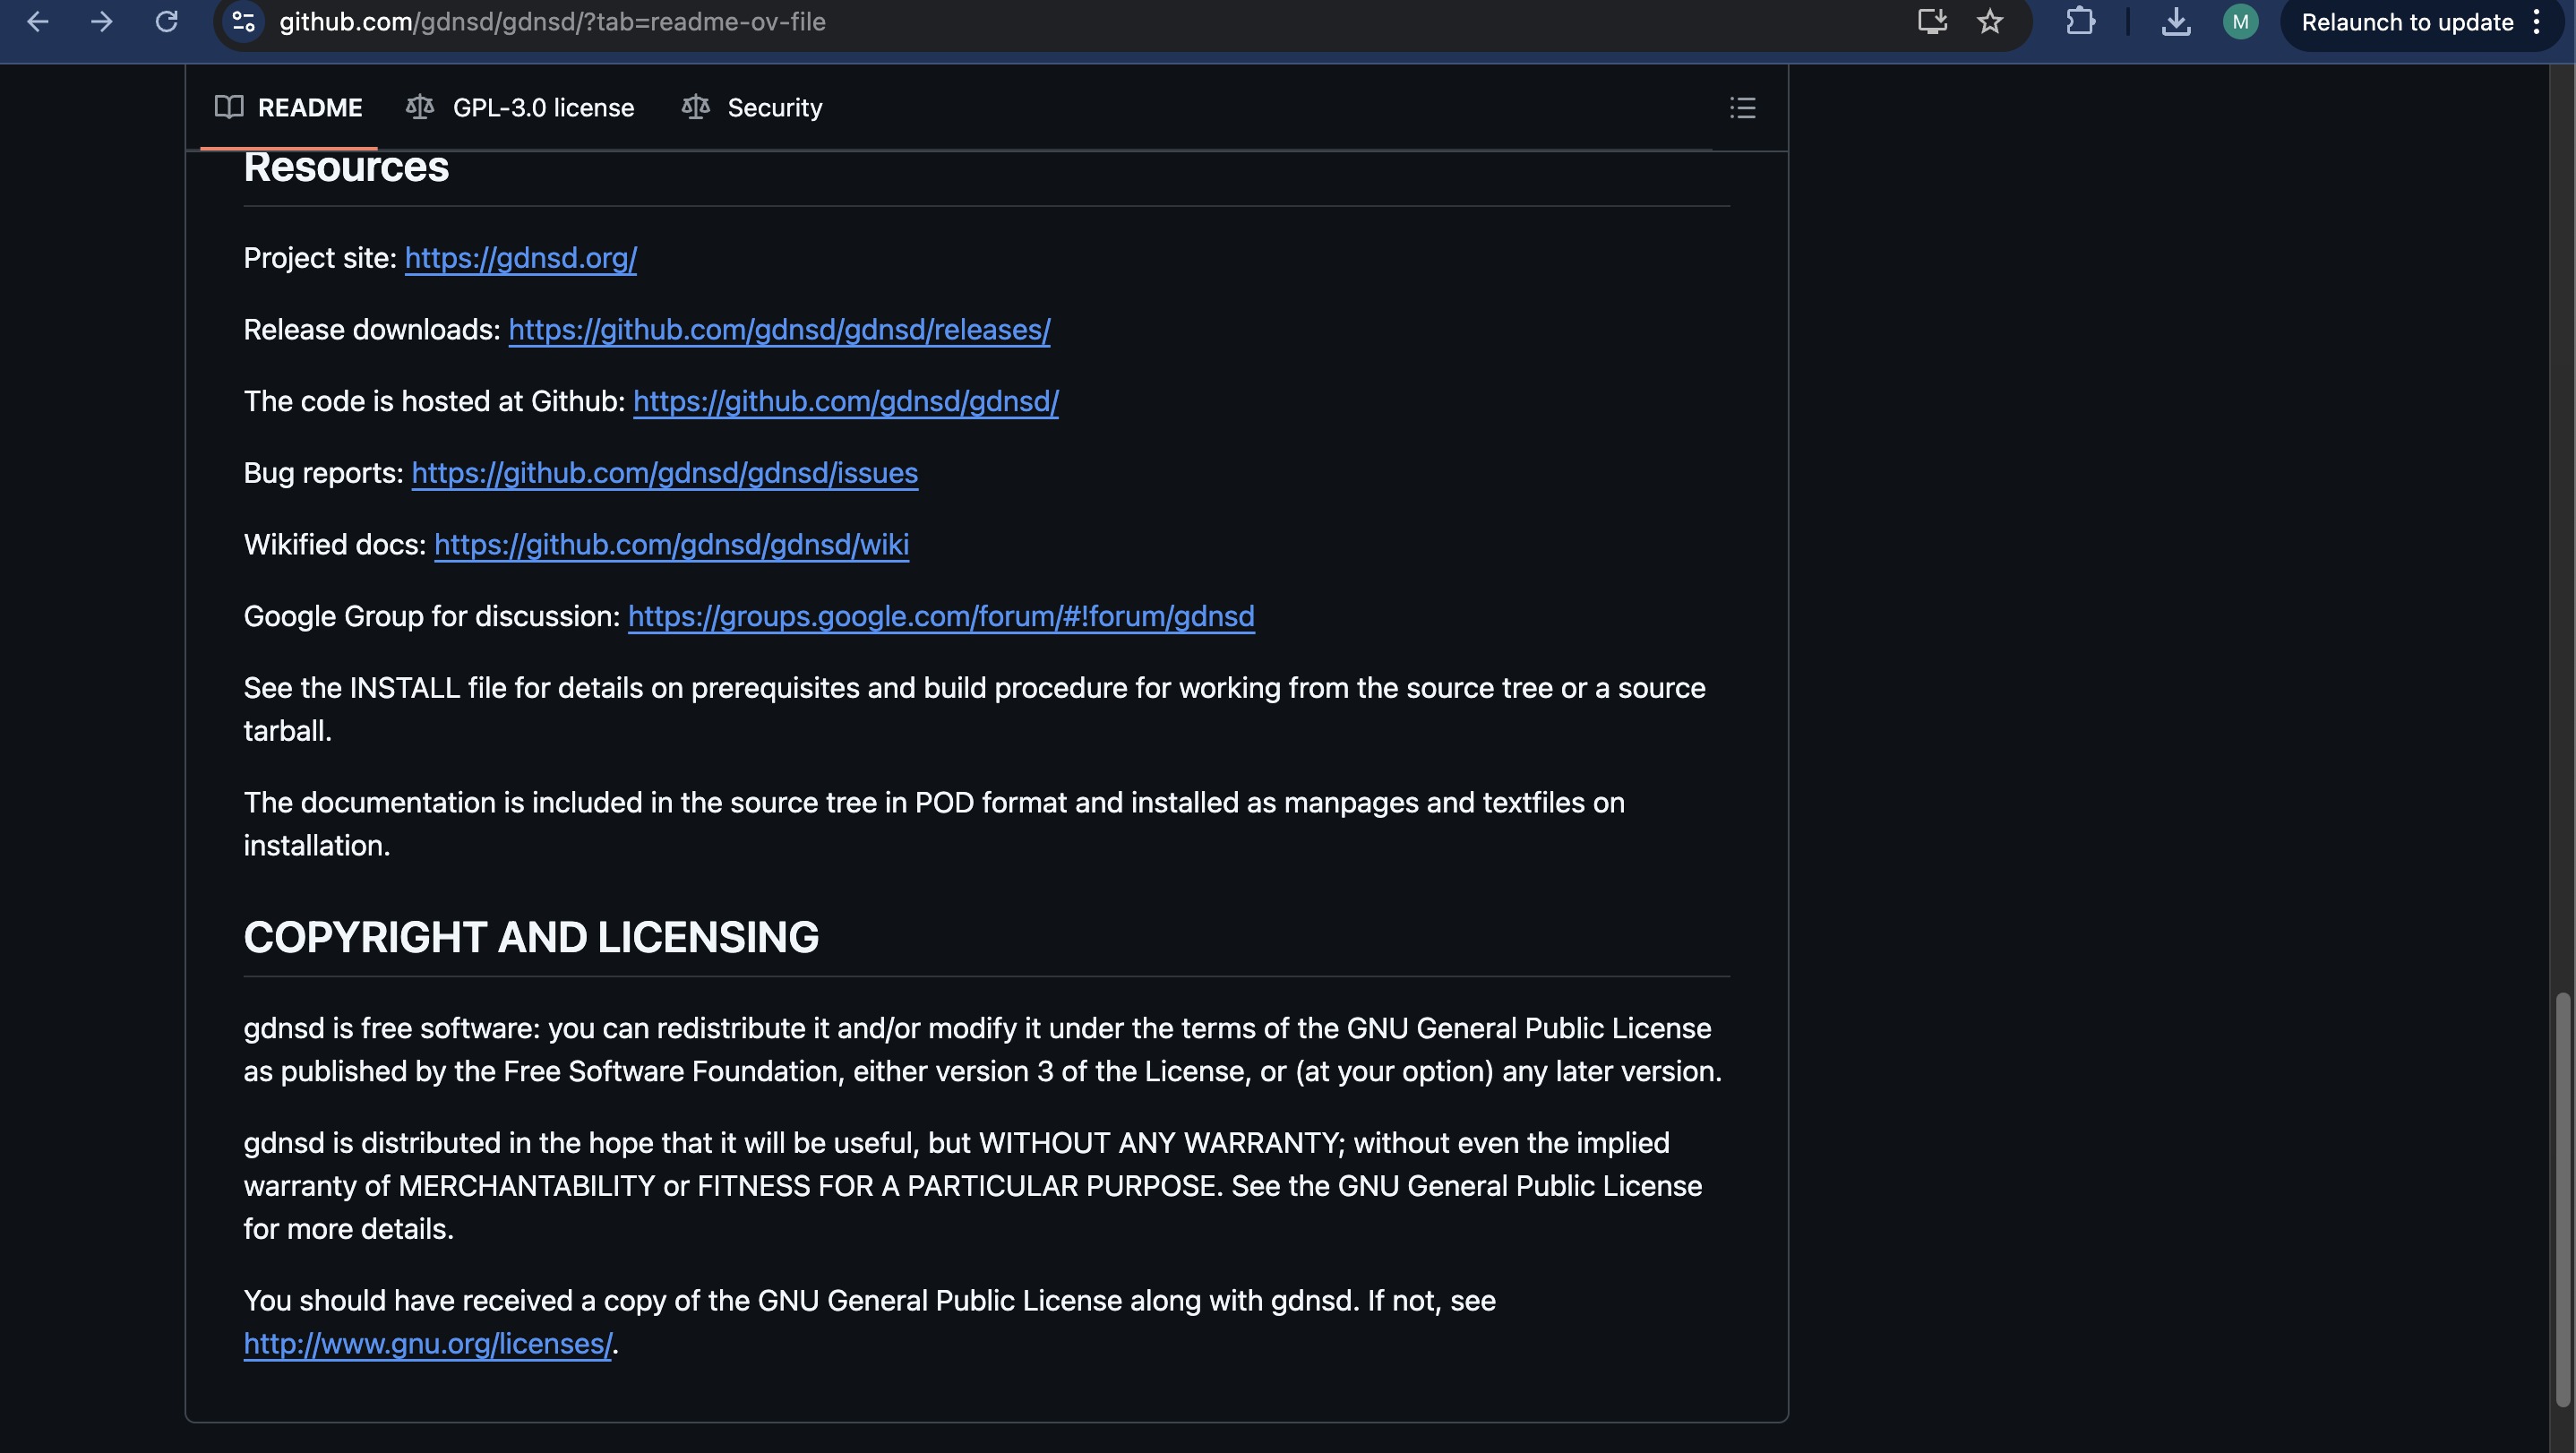 github.com/gdnsd/gdnsd/?tab=readme-ov-file
M
Relaunch to update
README
GPL-3.0 license
Security
Resources
Project site: https://gdnsd.org/
Release downloads: https://github.com/gdnsd/gdnsd/releases/
The code is hosted at Github: https://github.com/gdnsd/gdnsd/
Bug reports: https://github.com/gdnsd/gdnsd/issues
Wikified docs: https://github.com/gdnsd/gdnsd/wiki
Google Group for discussion: https://groups.google.com/forum/#!forum/gdnsd
See the INSTALL file for details on prerequisites and build procedure for working from the source tree or a source
tarball.
The documentation is included in the source tree in POD format and installed as manpages and textfiles on
installation.
COPYRIGHT AND LICENSING
gdnsd is free software: you can redistribute it and/or modify it under the terms of the GNU General Public License
as published by the Free Software Foundation, either version 3 of the License, or (at your option) any later version.
gdnsd is distributed in the hope that it will be useful, but WITHOUT ANY WARRANTY; without even the implied
warranty of MERCHANTABILITY or FITNESS FOR A PARTICULAR PURPOSE. See the GNU General Public License
for more details.
You should have received a copy of the GNU General Public License along with gdnsd. If not, see
http://www.gnu.org/licenses/.